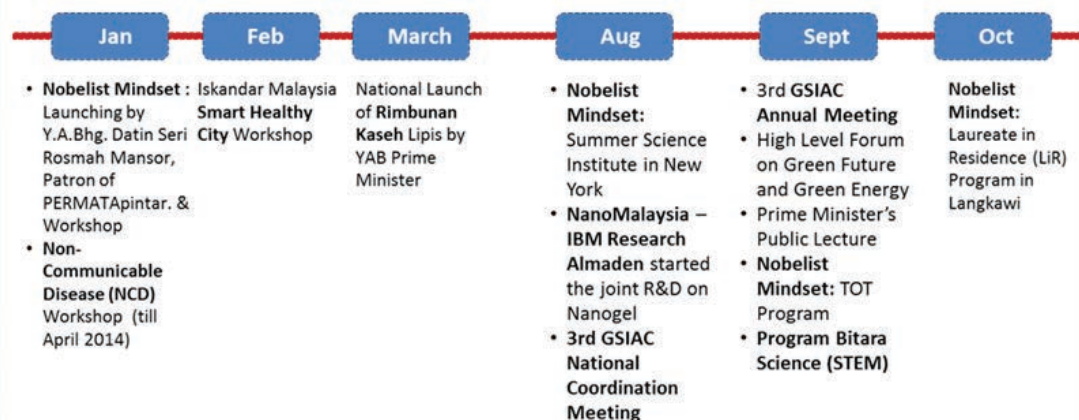 Jan
Feb
March
Aug
Sept
Oct
• Nobelist Mindset :
Launching by
Y.A.Bhg. Datin Seri
Rosmah Mansor,
Patron of
PERMATApintar. &
Workshop
• Non-
Communicable
Disease (NCD)
Workshop (till
April 2014)
Iskandar Malaysia
Smart Healthy
City Workshop
National Launch
of Rimbunan
Kaseh Lipis by
YAB Prime
Minister
• Nobelist
Mindset:
Summer Science
Institute in New
York
• NanoMalaysia –
IBM Research
Almaden started
the joint R&D on
Nanogel
• 3rd GSIAC
National
Coordination
Meeting
• 3rd GSIAC
Annual Meeting
• High Level Forum
on Green Future
and Green Energy
• Prime Minister's
Public Lecture
• Nobelist
Mindset: TOT
Program
• Program Bitara
Science (STEM)
Nobelist
Mindset:
Laureate in
Residence (LiR)
Program in
Langkawi